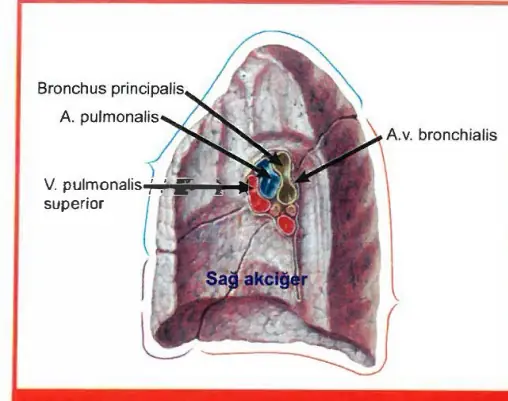 Bronchus principalis
A. pulmonalis
A.v. bronchialis
V. pulmonalis
superior
Sağ akciğer